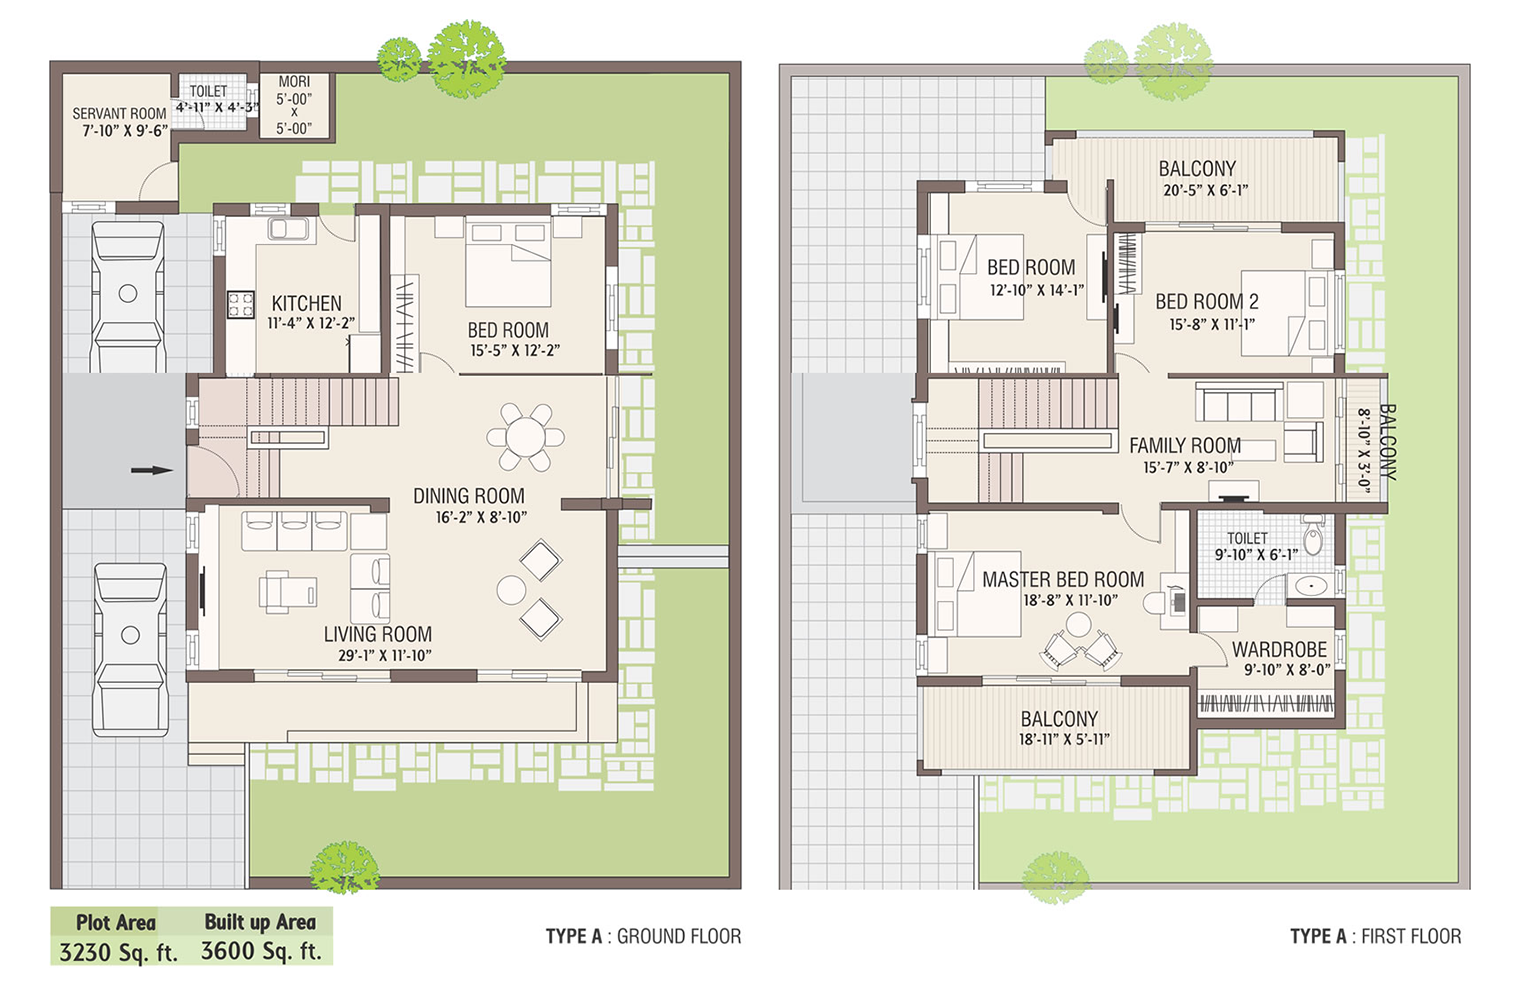 SERVANT ROOM
7'-10” X 9'-6”
TOILET
4'-11” X 4'-3”
MORI
5'-00”
X
5'-00”
KITCHEN
11'-4” X 12'-2”
BED ROOM
15'-5” X 12'-2”
DINING ROOM
16'-2” X 8'-10”
LIVING ROOM
29'-1” X 11'-10”
BALCONY
20'-5” X 6'-1”
BED ROOM
12'-10” X 14'-1”
BED ROOM 2
15'-8” X 11'-1”
FAMILY ROOM
15'-7” X 8'-10”
BALCONY
8'-10” X 3'-0”
TOILET
9'-10” X 6'-1”
MASTER BED ROOM
18'-8” X 11'-10”
WARDROBE
9'-10” X 8'-0”
BALCONY
18'-11” X 5'-11”
Plot Area
3230 Sq. ft.
Built up Area
3600 Sq. ft.
TYPE A : GROUND FLOOR
TYPE A : FIRST FLOOR